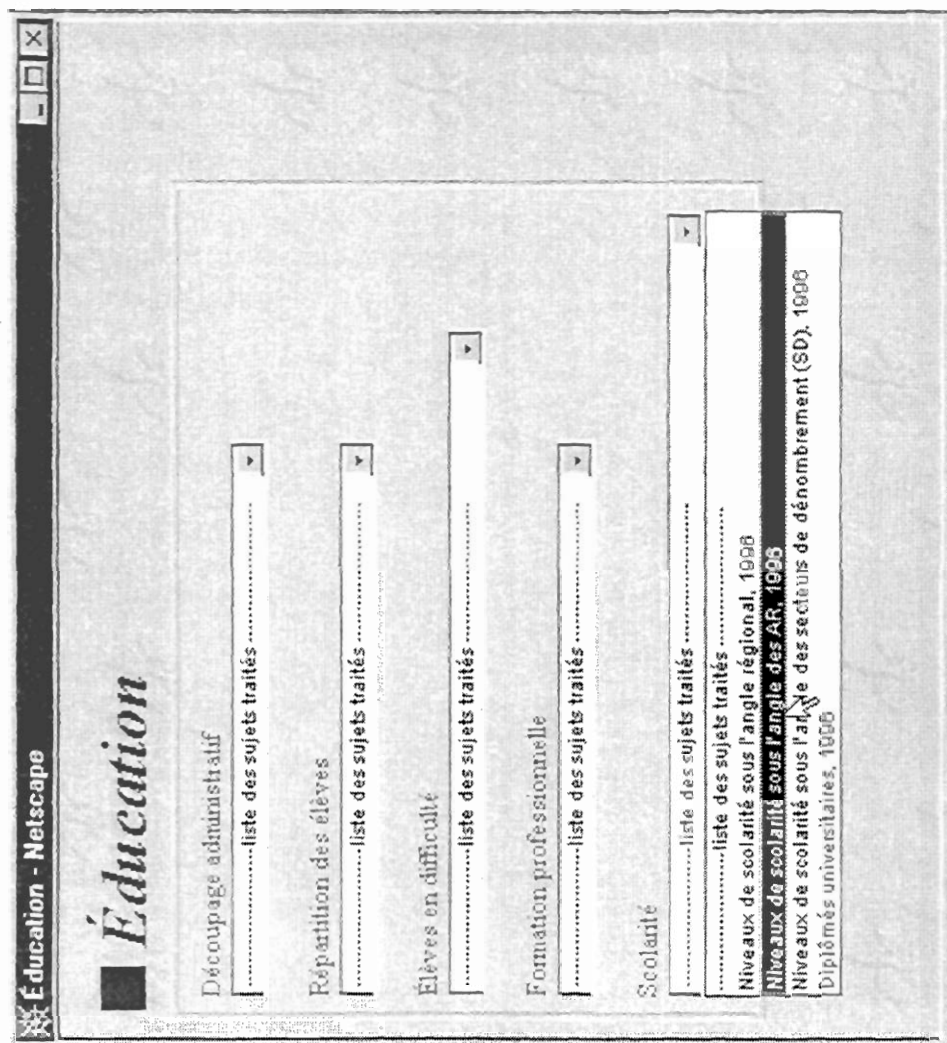 Éducation - Netscape
Éducation
Découpage administratif
liste des sujets traités
Répartition des élèves
liste des sujets traités
Élèves en difficulté
liste des sujets traités
Formation professionnelle
liste des sujets traités
Scolarité
liste des sujets traités
liste des sujets traités
Niveaux de scolarité sous l'angle régional, 1996
Niveaux de scolarité sous l'angle des AR, 1996
Niveaux de scolarité sous l'angle des secteurs de dénombrement (SD), 1996
Diplômés universitaires, 1996